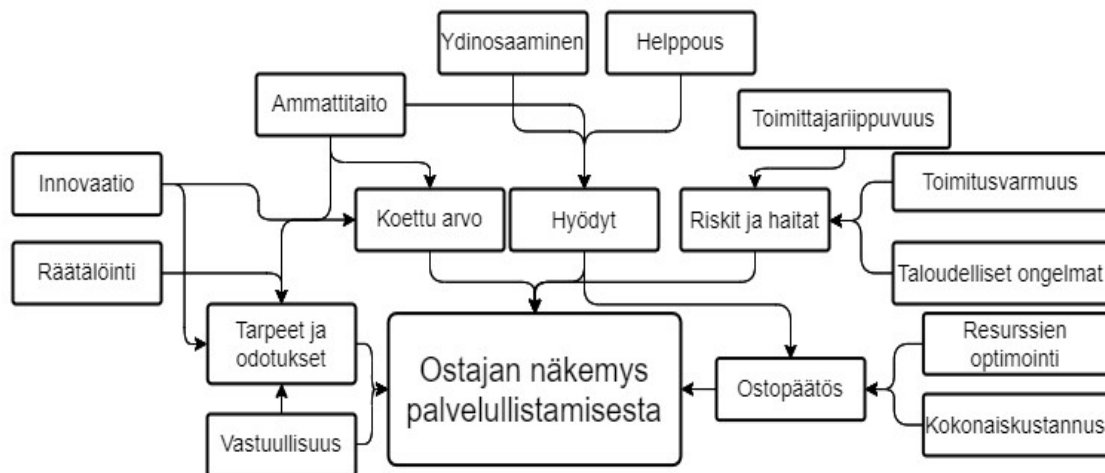 Ydinosaaminen
Helppous
Ammattitaito
Toimittajariippuvuus
Innovaatio
Toimitusvarmuus
Koettu arvo
Hyödyt
Riskit ja haitat
Räätälöinti
Taloudelliset ongelmat
Tarpeet ja
odotukset
Ostajan näkemys
palvelullistamisesta
Ostopäätös
Resurssien
optimointi
Kokonaiskustannus
Vastuullisuus